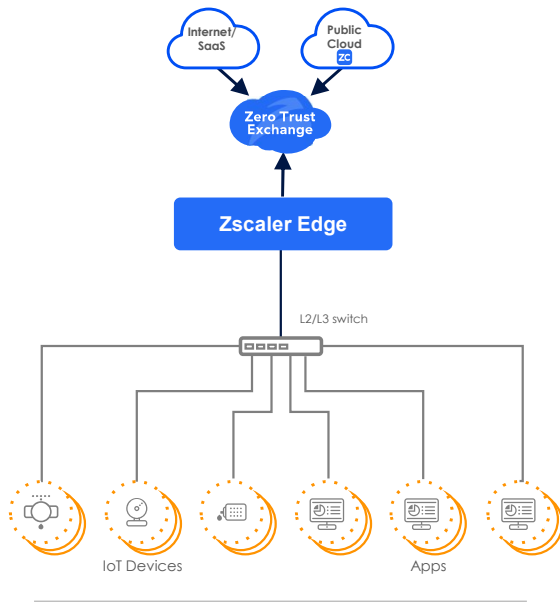 Internet/
SaaS
Public
Cloud
ZC
Zero Trust
Exchange
Zscaler Edge
L2/L3 switch
IoT Devices
Apps